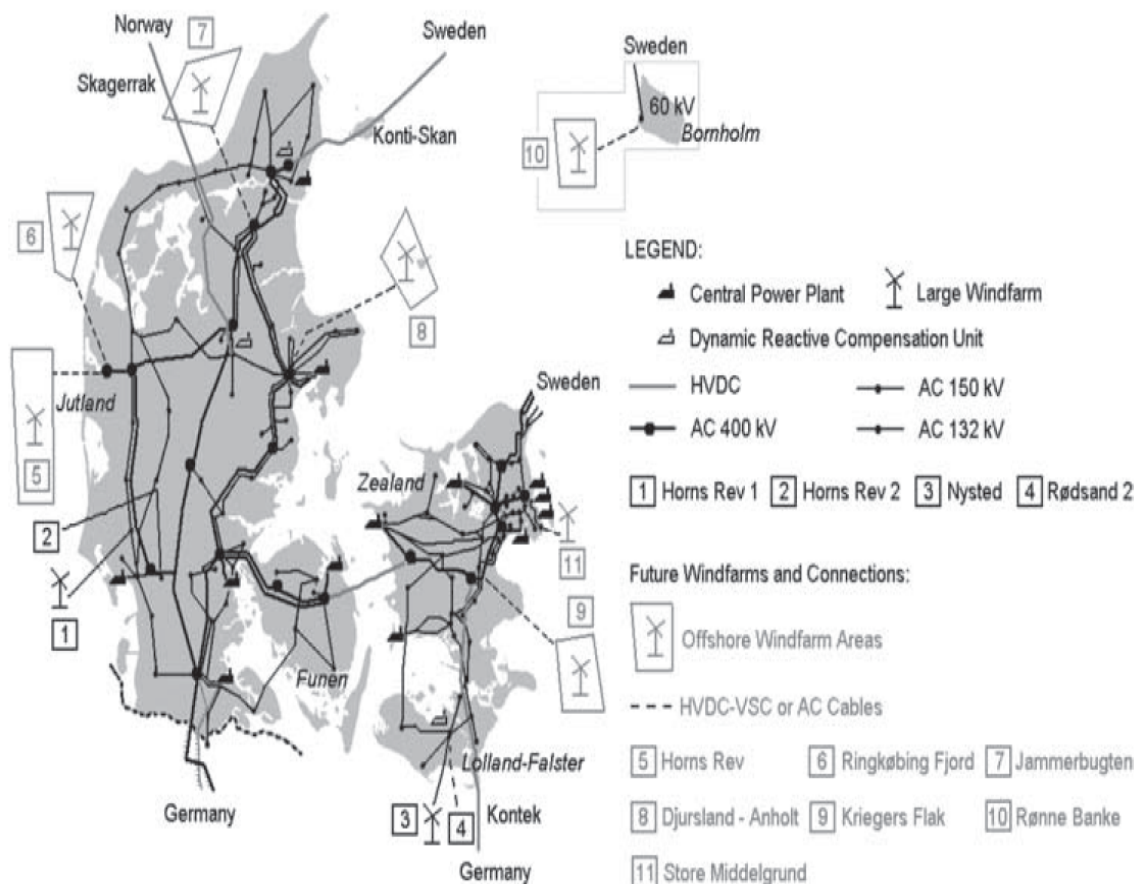 Norway
7
Sweden
Skagerrak
Konti-Skan
6
8
Jutland
5
2
1
Sweden
60 kV
Bornholm
10
LEGEND:
Central Power Plant
Large Windfarm
Dynamic Reactive Compensation Unit
HVDC
AC 150 kV
AC 400 kV
AC 132 kV
1 Horns Rev 1
2 Horns Rev 2
3 Nysted
4 Rødsand 2
Sweden
Zealand
11
9
Funen
Lolland-Falster
Germany
3
4
Kontek
Germany
Future Windfarms and Connections:
Offshore Windfarm Areas
HVDC-VSC or AC Cables
5 Horns Rev
6 Ringkøbing Fjord
7 Jammerbugten
8 Djursland - Anholt
9 Kriegers Flak
10 Rønne Banke
11 Store Middelgrund